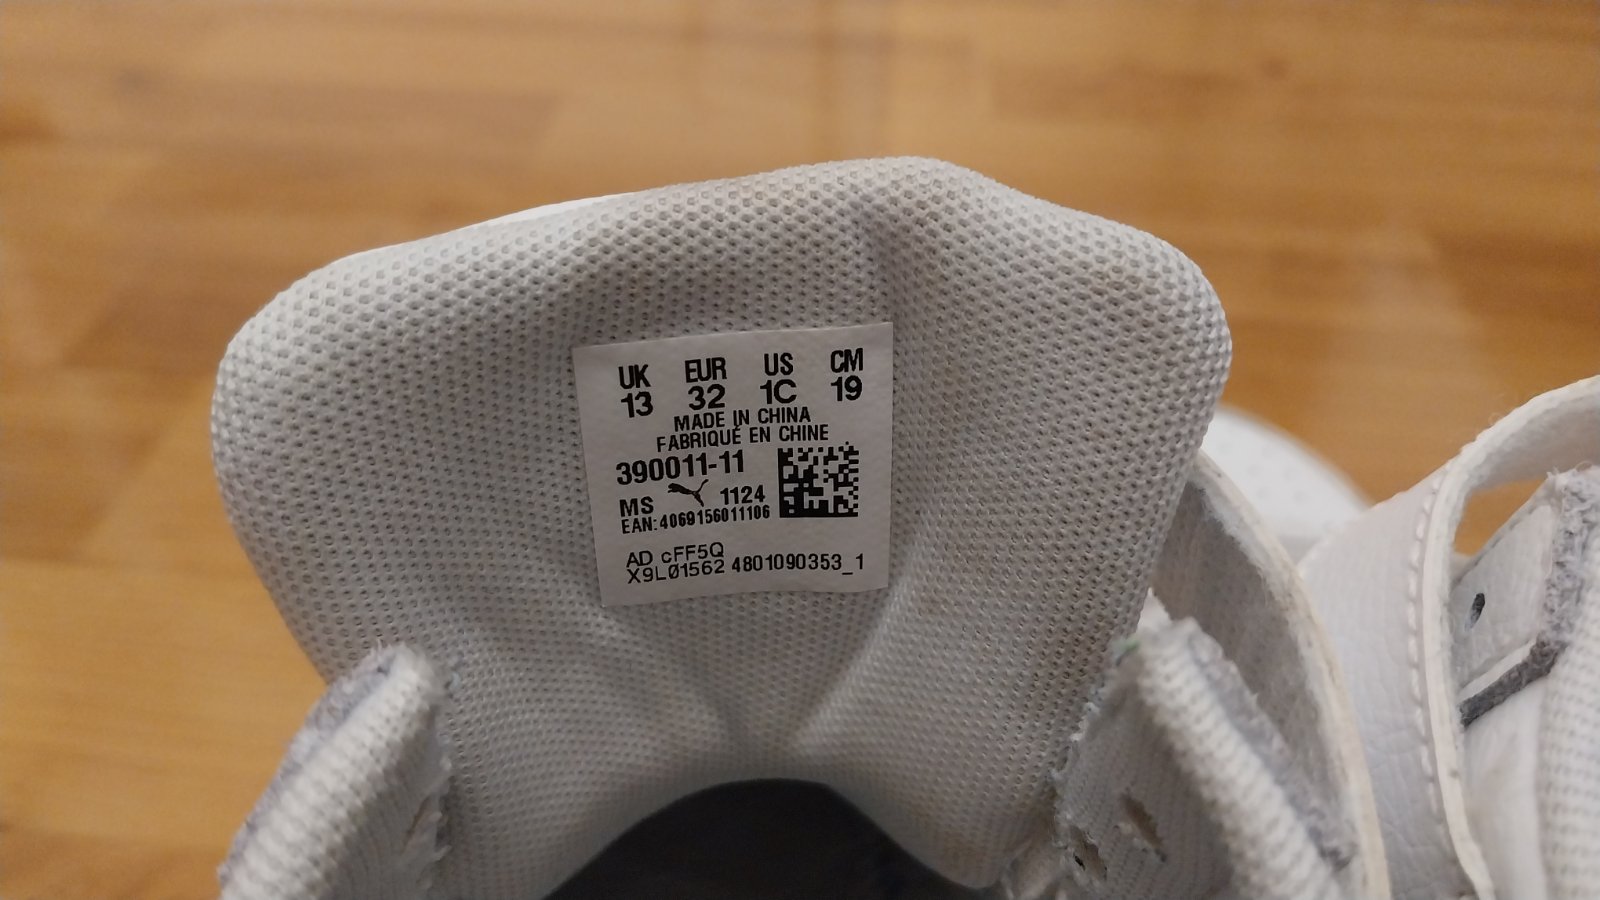 UK EUR US CM
13 32 1C 19
MADE IN CHINA
FABRIQUÉ EN CHINE
390011-11
MS 1124
EAN:4069156011106
AD cFF5Q
X9LØ1562 4801090353_1